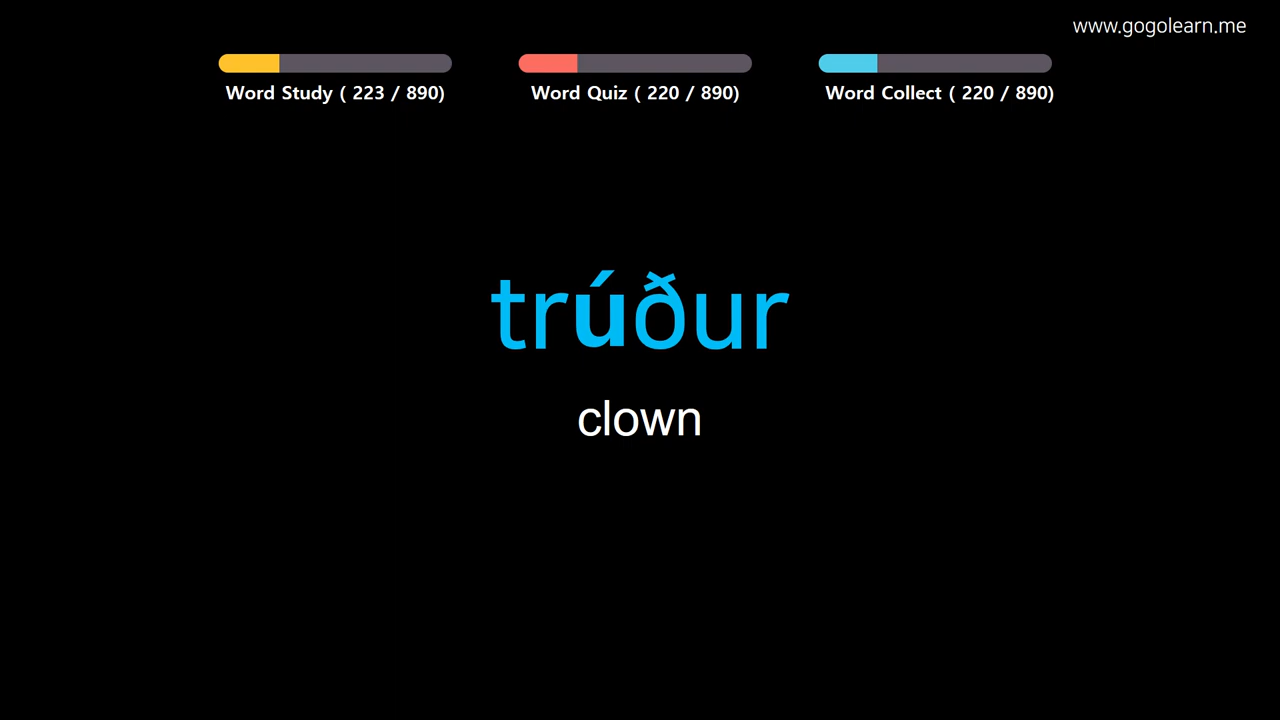 www.gogolearn.me
Word Study ( 223 / 890)
Word Quiz ( 220 / 890)
Word Collect ( 220 / 890)
trúður
clown